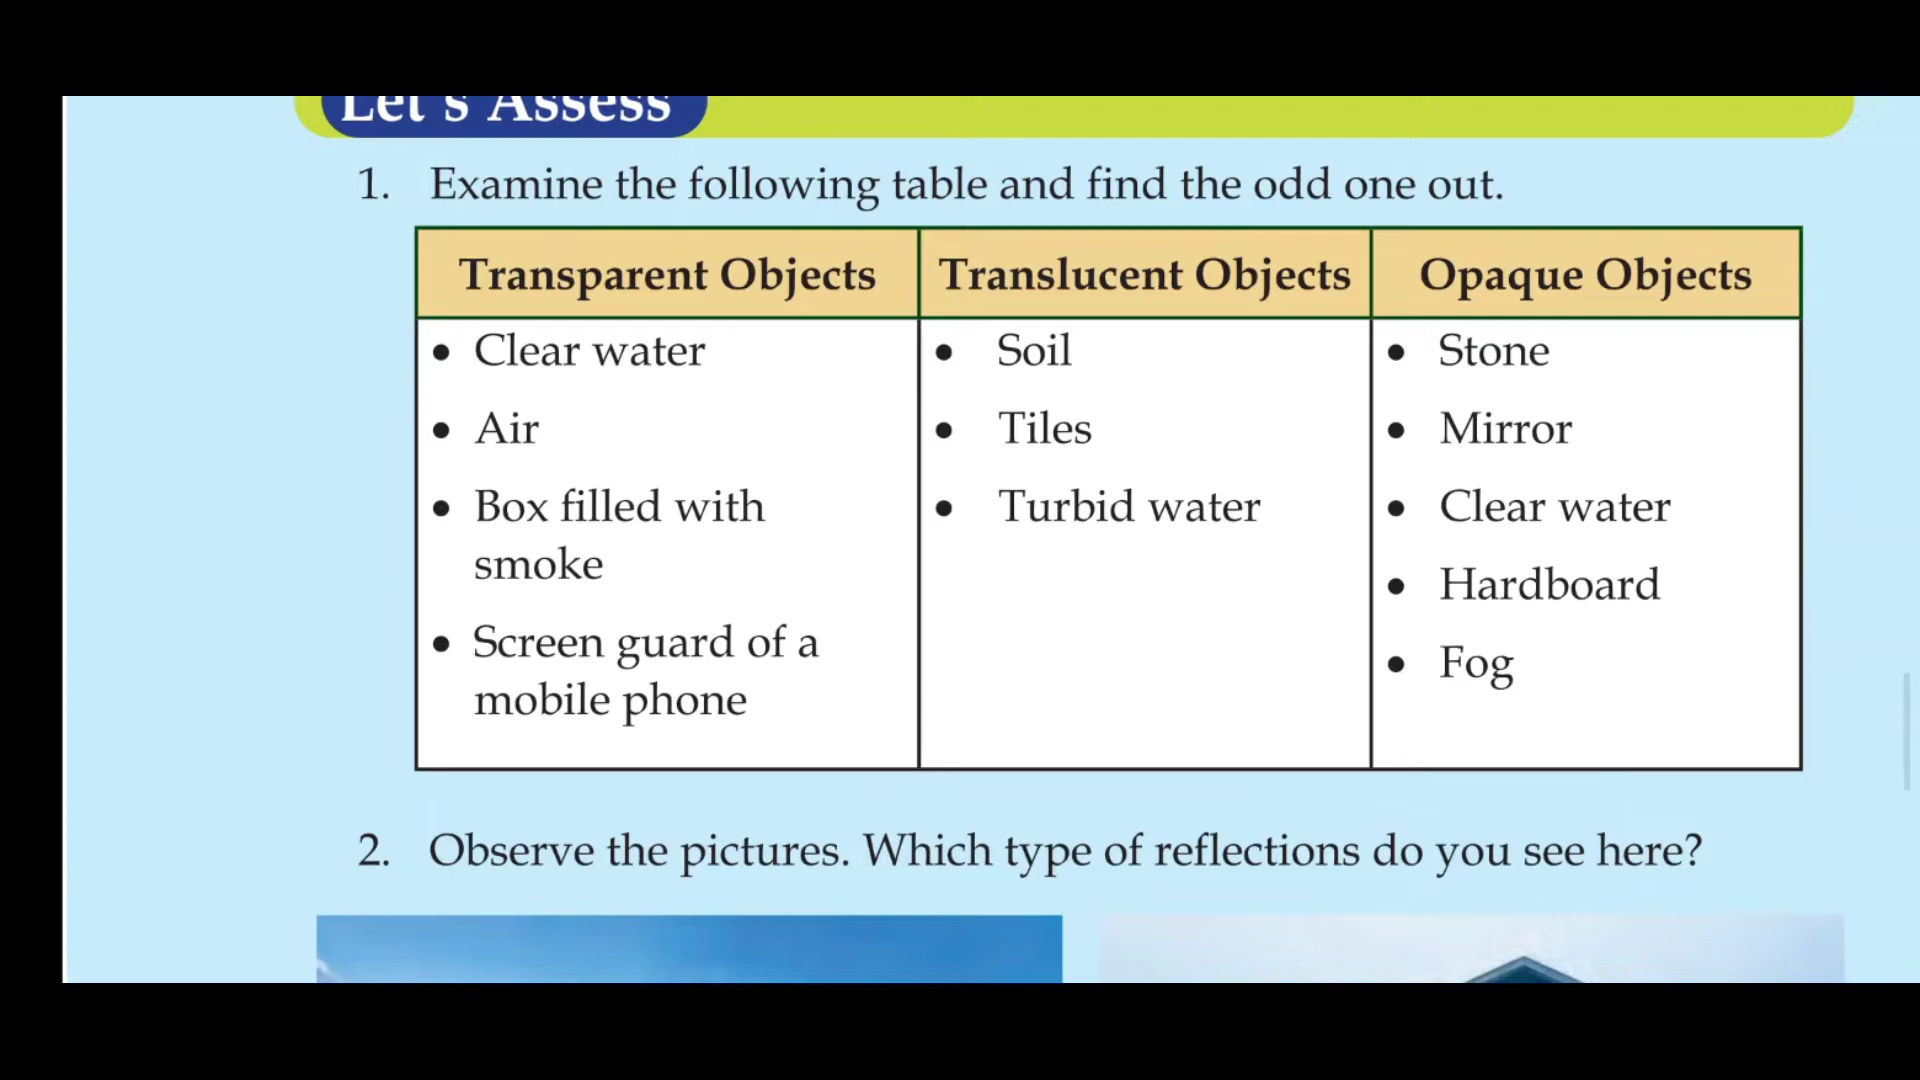 Let's Assess
1. Examine the following table and find the odd one out.
Transparent Objects
• Clear water
• Air
• Box filled with
smoke
• Screen guard of a
mobile phone
Translucent Objects
• Soil
• Tiles
• Turbid water
Opaque Objects
• Stone
• Mirror
• Clear water
• Hardboard
• Fog
2. Observe the pictures. Which type of reflections do you see here?